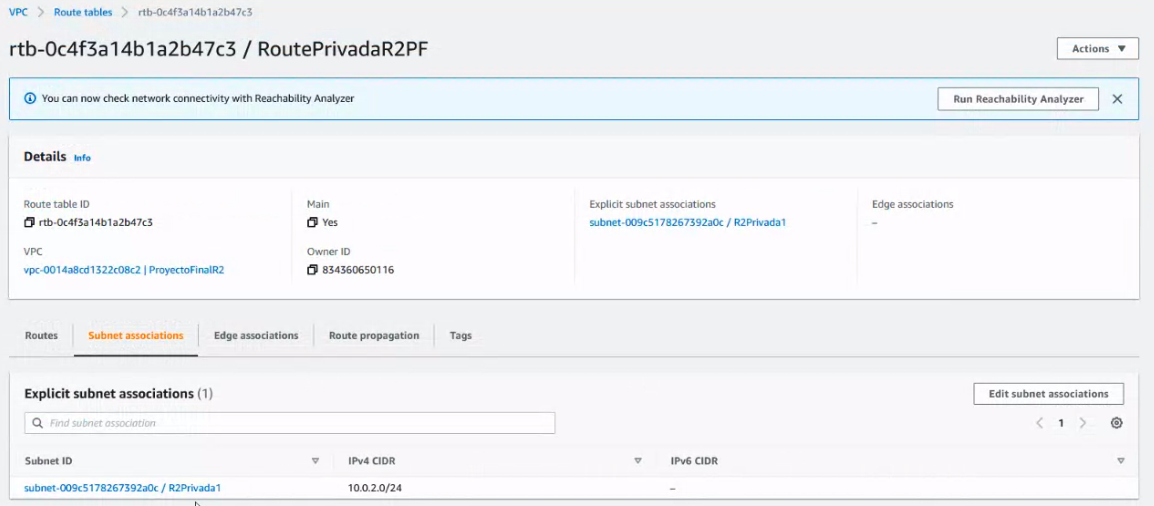 VPC > Route tables > rtb-0c4f3a14b1a2b47c3
rtb-0c4f3a14b1a2b47c3 / RoutePrivadaR2PF
Actions
You can now check network connectivity with Reachability Analyzer
Run Reachability Analyzer
Details Info
Route table ID
rtb-0c4f3a14b1a2b47c3
Main
Yes
Explicit subnet associations
subnet-009c5178267392a0c / R2Privada1
Edge associations
–
VPC
vpc-0014a8cd1322c08c2 | ProyectoFinalR2
Owner ID
834360650116
Routes
Subnet associations
Edge associations
Route propagation
Tags
Explicit subnet associations (1)
Edit subnet associations
Find subnet association
1
Subnet ID
IPv4 CIDR
IPv6 CIDR
subnet-009c5178267392a0c / R2Privada1
10.0.2.0/24
–